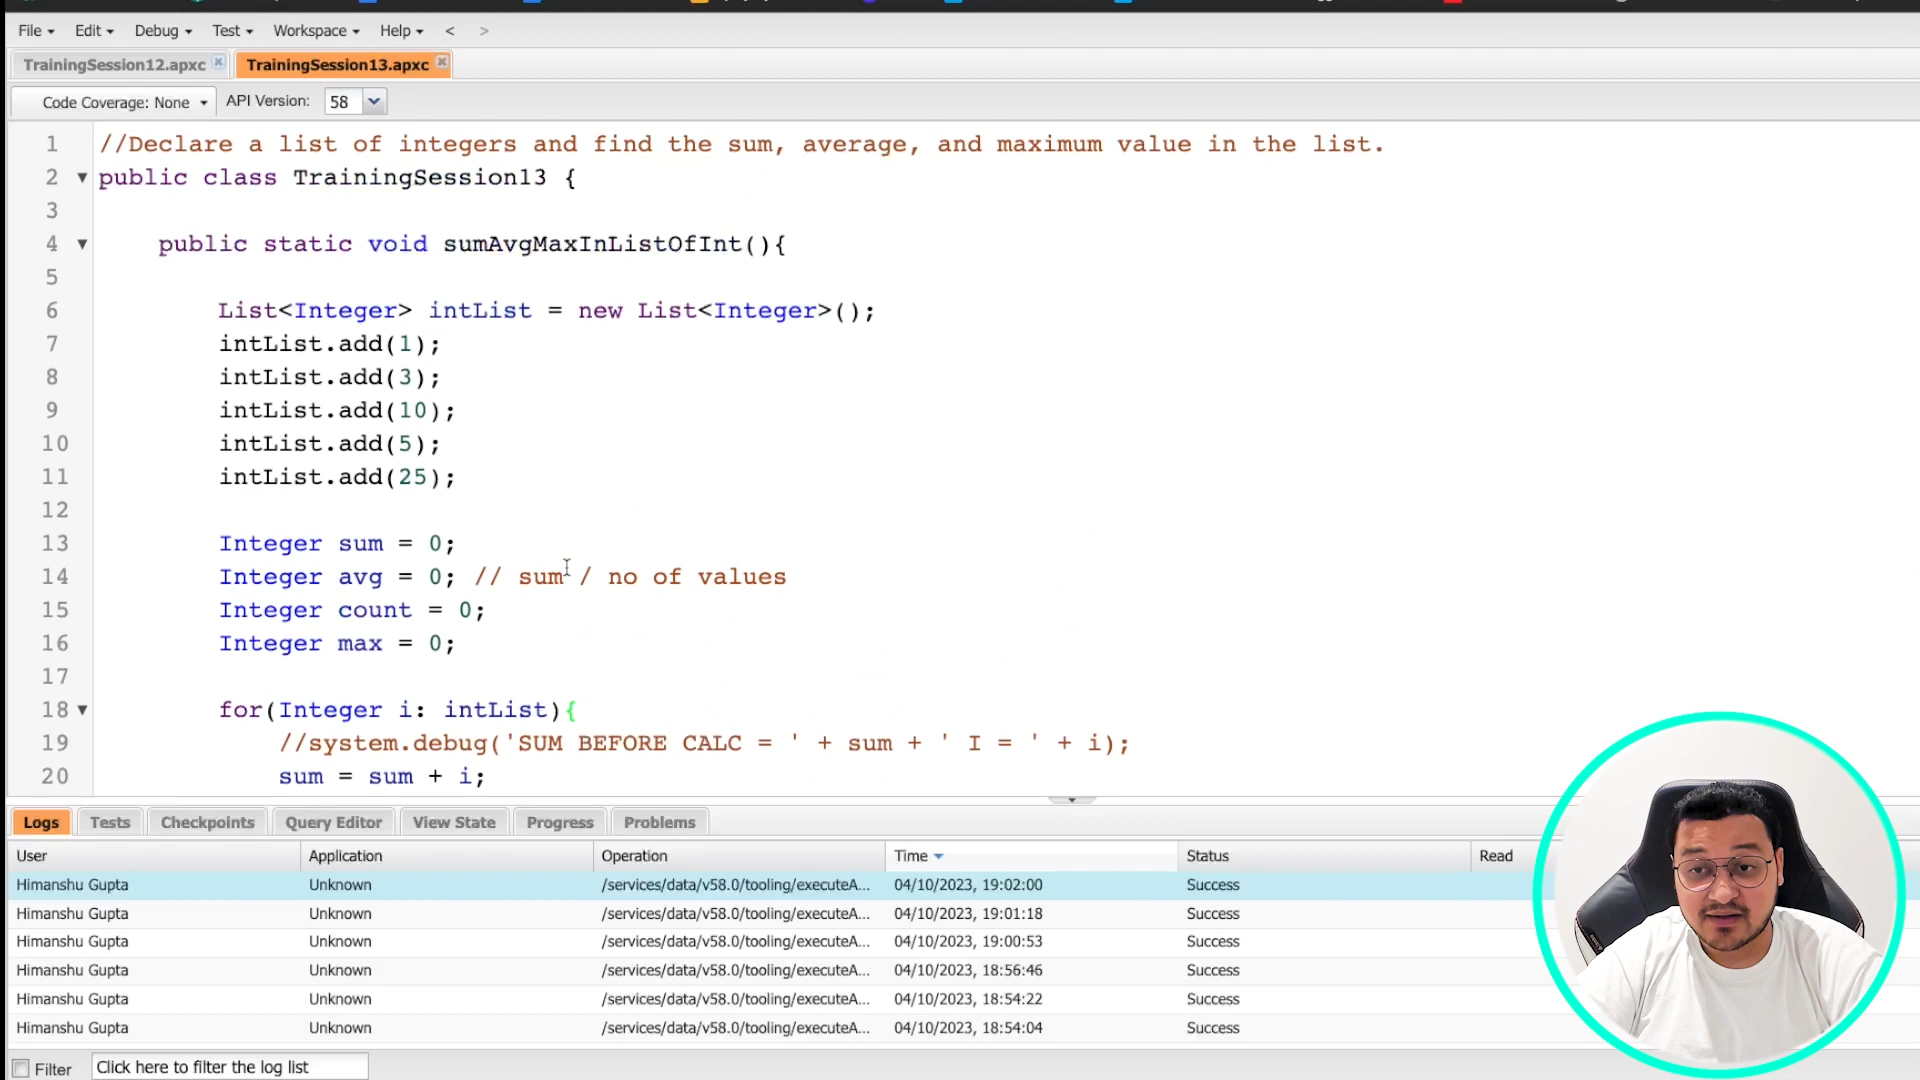 File Edit Debug Test Workspace Help < >
TrainingSession12.apxc TrainingSession13.apxc
Code Coverage: None API Version: 58
1 //Declare a list of integers and find the sum, average, and maximum value in the list.
2 public class TrainingSession13 {
3
4 public static void sumAvgMaxInListOfInt(){
5
6 List<Integer> intList = new List<Integer>();
7 intList.add(1);
8 intList.add(3);
9 intList.add(10);
10 intList.add(5);
11 intList.add(25);
12
13 Integer sum = 0;
14 Integer avg = 0; // sum / no of values
15 Integer count = 0;
16 Integer max = 0;
17
18 for(Integer i: intList){
19 //system.debug('SUM BEFORE CALC = ' + sum + ' I = ' + i);
20 sum = sum + i;
Logs Tests Checkpoints Query Editor View State Progress Problems
User Application Operation Time Status Read
Himanshu Gupta Unknown /services/data/v58.0/tooling/executeA... 04/10/2023, 19:02:00 Success
Himanshu Gupta Unknown /services/data/v58.0/tooling/executeA... 04/10/2023, 19:01:18 Success
Himanshu Gupta Unknown /services/data/v58.0/tooling/executeA... 04/10/2023, 19:00:53 Success
Himanshu Gupta Unknown /services/data/v58.0/tooling/executeA... 04/10/2023, 18:56:46 Success
Himanshu Gupta Unknown /services/data/v58.0/tooling/executeA... 04/10/2023, 18:54:22 Success
Himanshu Gupta Unknown /services/data/v58.0/tooling/executeA... 04/10/2023, 18:54:04 Success
Filter Click here to filter the log list